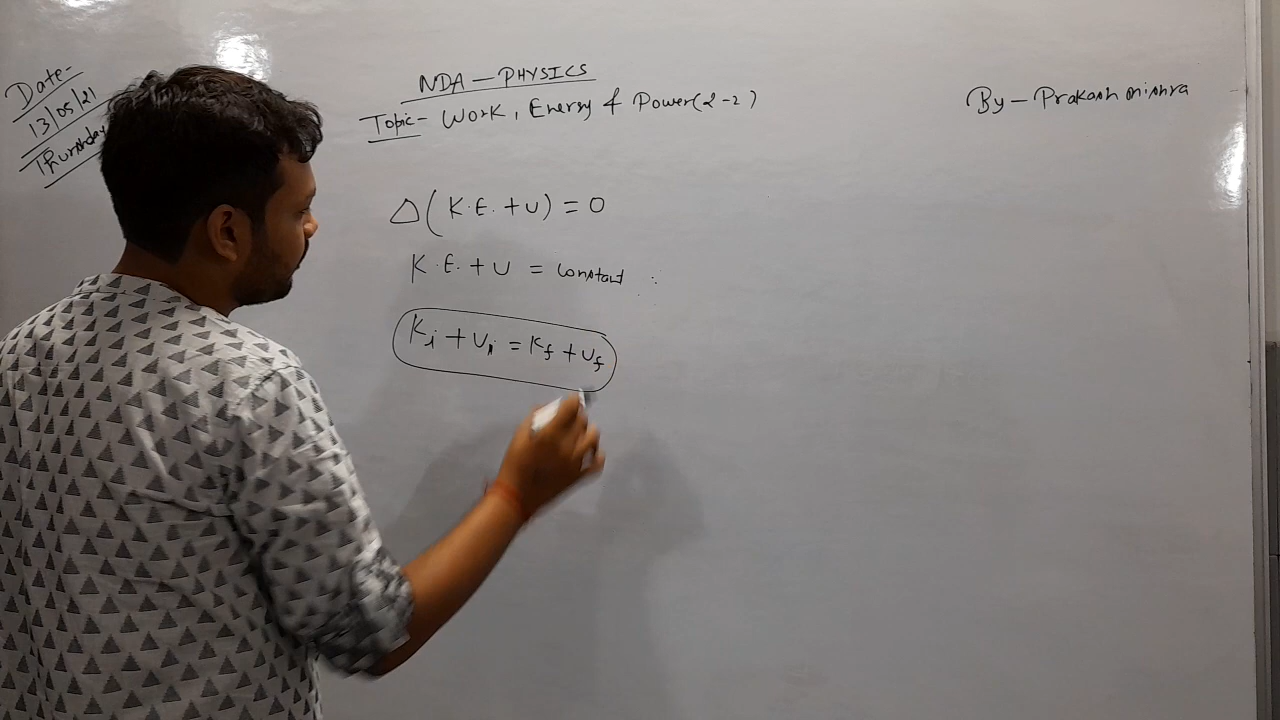 Date-
13/05/21
Thursday
NDA - PHYSICS
Topic - Work, Energy & Power (L-2)
By - Prakash Mishra
Δ(K.E. + U) = 0
K.E. + U = Constant
Ki + Ui = Kf + Uf